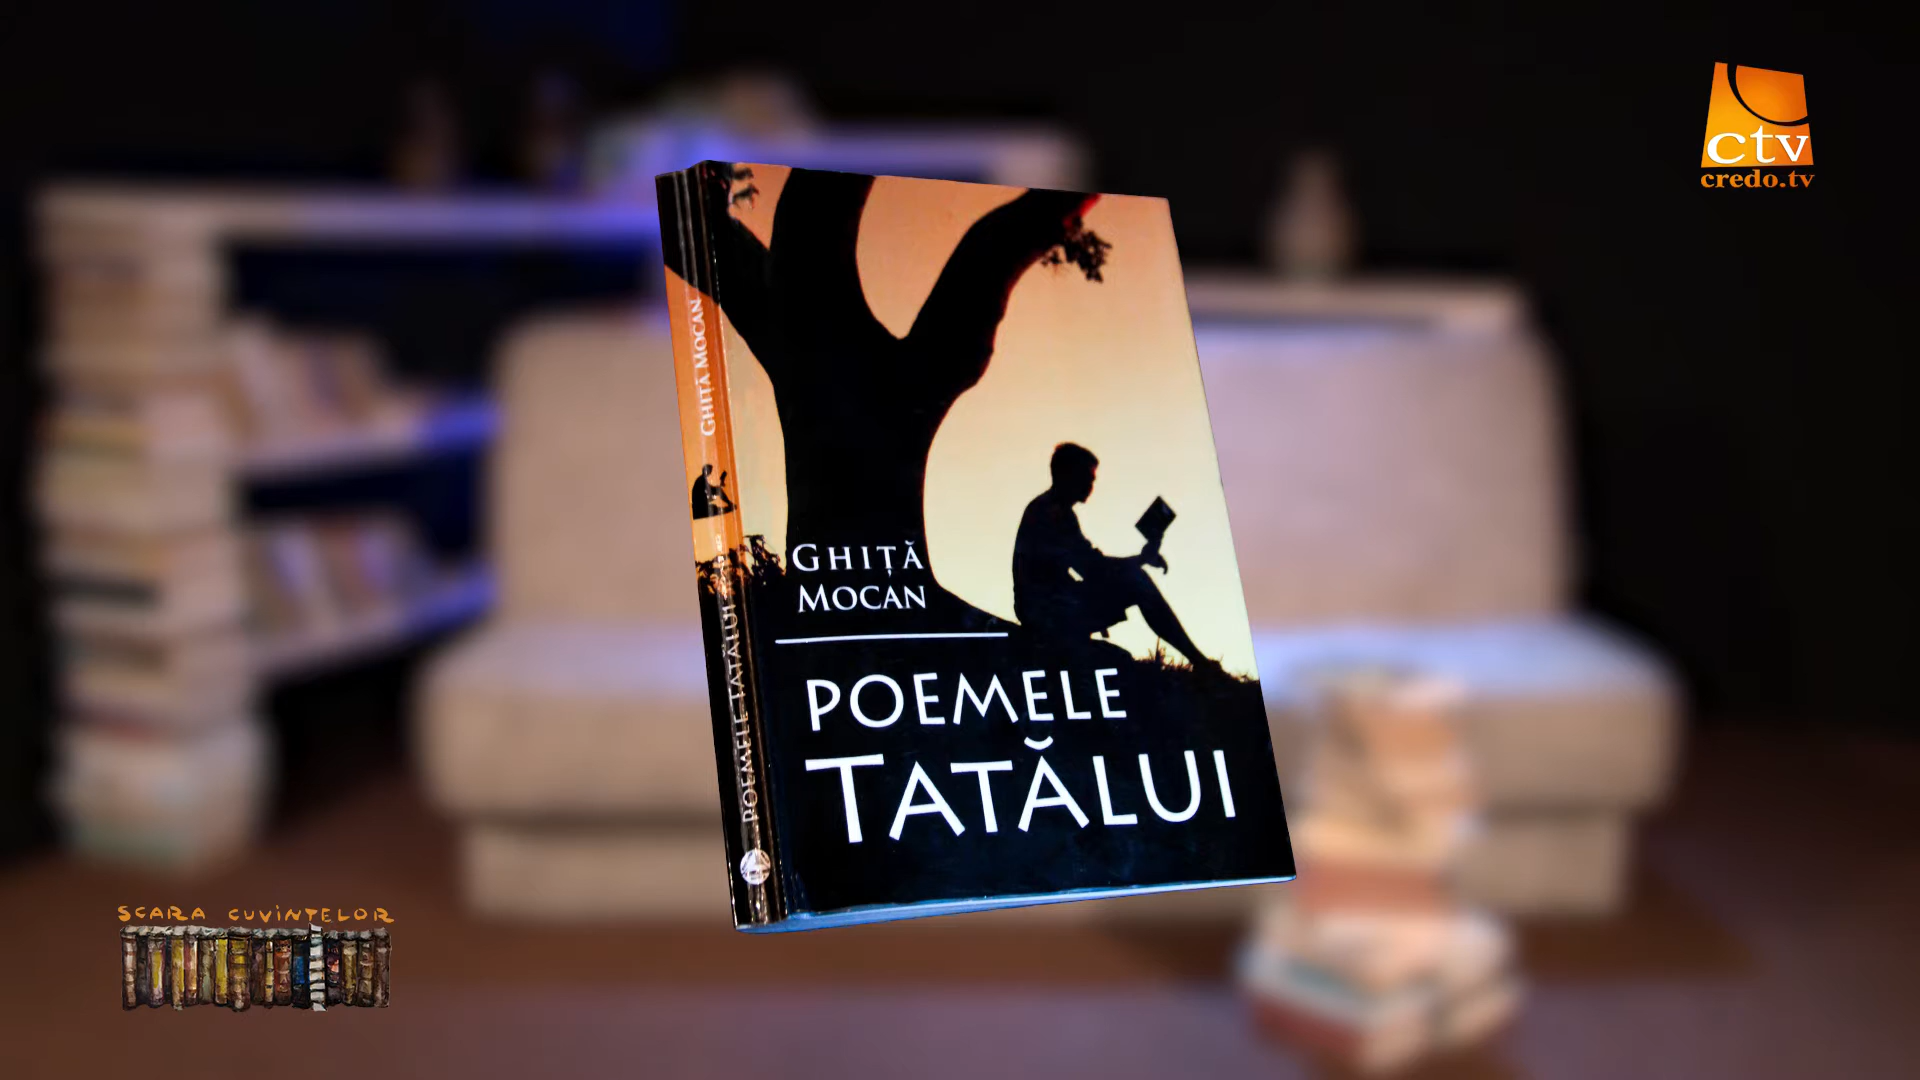 ctv
credo.tv
GHIȚĂ MOCAN
POEMELE TATĂLUI
GHIȚĂ
MOCAN
POEMELE
TATĂLUI
SCARA CUVINTELOR